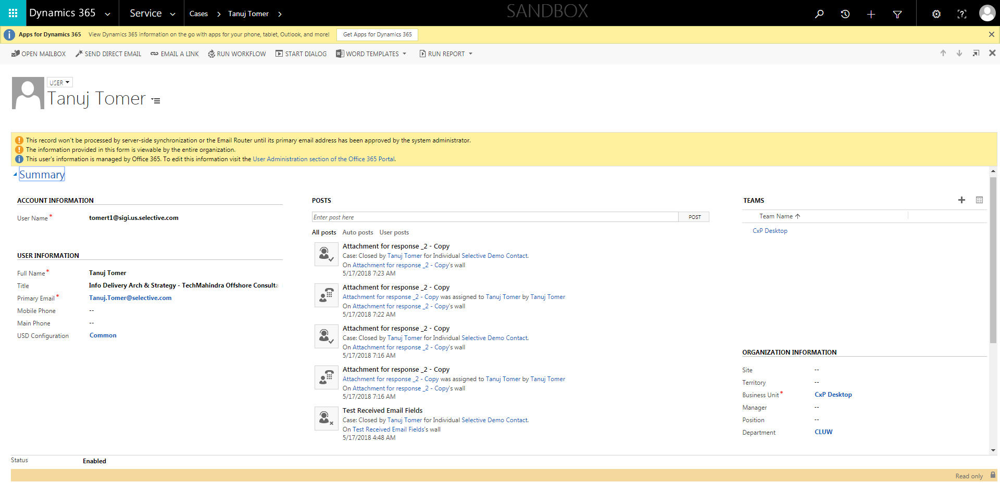 Dynamics 365 Service Cases Tanuj Tomer SANDBOX
Apps for Dynamics 365 View Dynamics 365 information on the go with apps for your phone, tablet, Outlook, and more! Get Apps for Dynamics 365
OPEN MAILBOX SEND DIRECT EMAIL EMAIL A LINK RUN WORKFLOW START DIALOG WORD TEMPLATES RUN REPORT
USER
Tanuj Tomer
This record won't be processed by server-side synchronization or the Email Router until its primary email address has been approved by the system administrator.
The information provided in this form is viewable by the entire organization.
This user's information is managed by Office 365. To edit this information visit the User Administration section of the Office 365 Portal.
Summary
ACCOUNT INFORMATION
User Name* tomert1@sigi.us.selective.com
USER INFORMATION
Full Name* Tanuj Tomer
Title Info Delivery Arch & Strategy - TechMahindra Offshore Consulta
Primary Email* Tanuj.Tomer@selective.com
Mobile Phone --
Main Phone --
USD Configuration Common
POSTS
Enter post here POST
All posts Auto posts User posts
Attachment for response _2 - Copy
Case: Closed by Tanuj Tomer for Individual Selective Demo Contact.
On Attachment for response _2 - Copy's wall
5/17/2018 7:23 AM
Attachment for response _2 - Copy
Attachment for response _2 - Copy was assigned to Tanuj Tomer by Tanuj Tomer
On Attachment for response _2 - Copy's wall
5/17/2018 7:22 AM
Attachment for response _2 - Copy
Case: Closed by Tanuj Tomer for Individual Selective Demo Contact.
On Attachment for response _2 - Copy's wall
5/17/2018 7:16 AM
Attachment for response _2 - Copy
Attachment for response _2 - Copy was assigned to Tanuj Tomer by Tanuj Tomer
On Attachment for response _2 - Copy's wall
5/17/2018 7:16 AM
Test Received Email Fields
Case: Closed by Tanuj Tomer for Individual Selective Demo Contact.
On Test Received Email Fields's wall
5/17/2018 4:48 AM
TEAMS
Team Name
CxP Desktop
ORGANIZATION INFORMATION
Site --
Territory --
Business Unit* CxP Desktop
Manager --
Position --
Department CLUW
Status Enabled
Read only